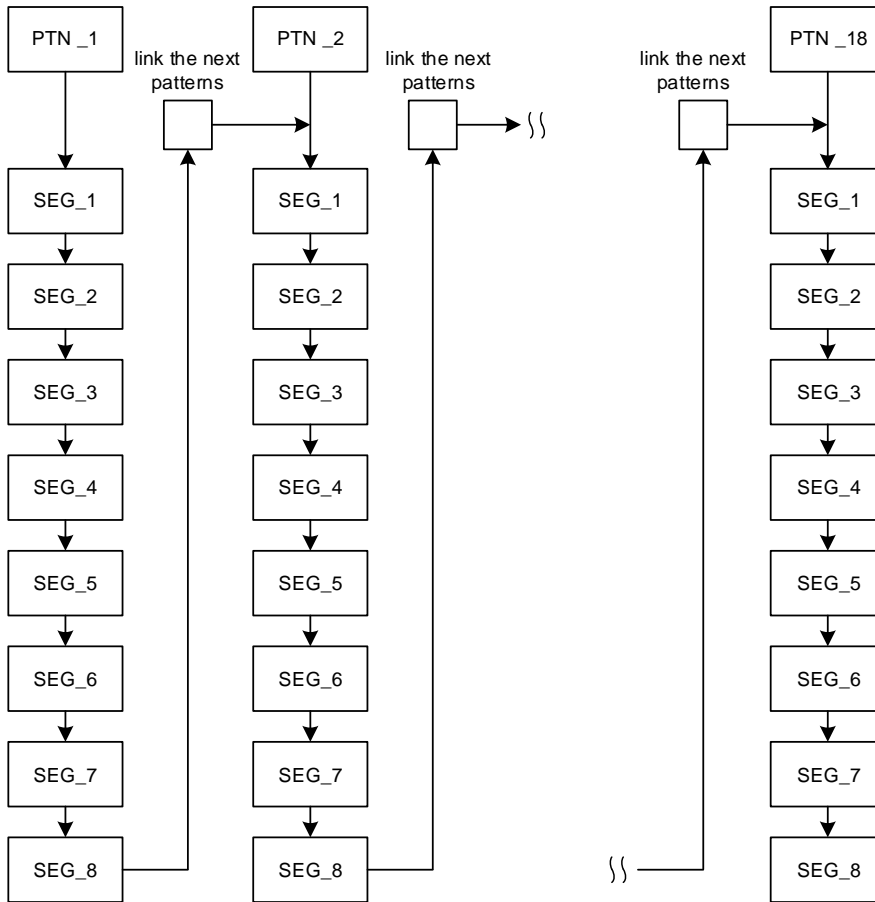 PTN _1
PTN _2
PTN _18
link the next
patterns
link the next
patterns
link the next
patterns
SEG_1
SEG_1
SEG_1
SEG_2
SEG_2
SEG_2
SEG_3
SEG_3
SEG_3
SEG_4
SEG_4
SEG_4
SEG_5
SEG_5
SEG_5
SEG_6
SEG_6
SEG_6
SEG_7
SEG_7
SEG_7
SEG_8
SEG_8
SEG_8